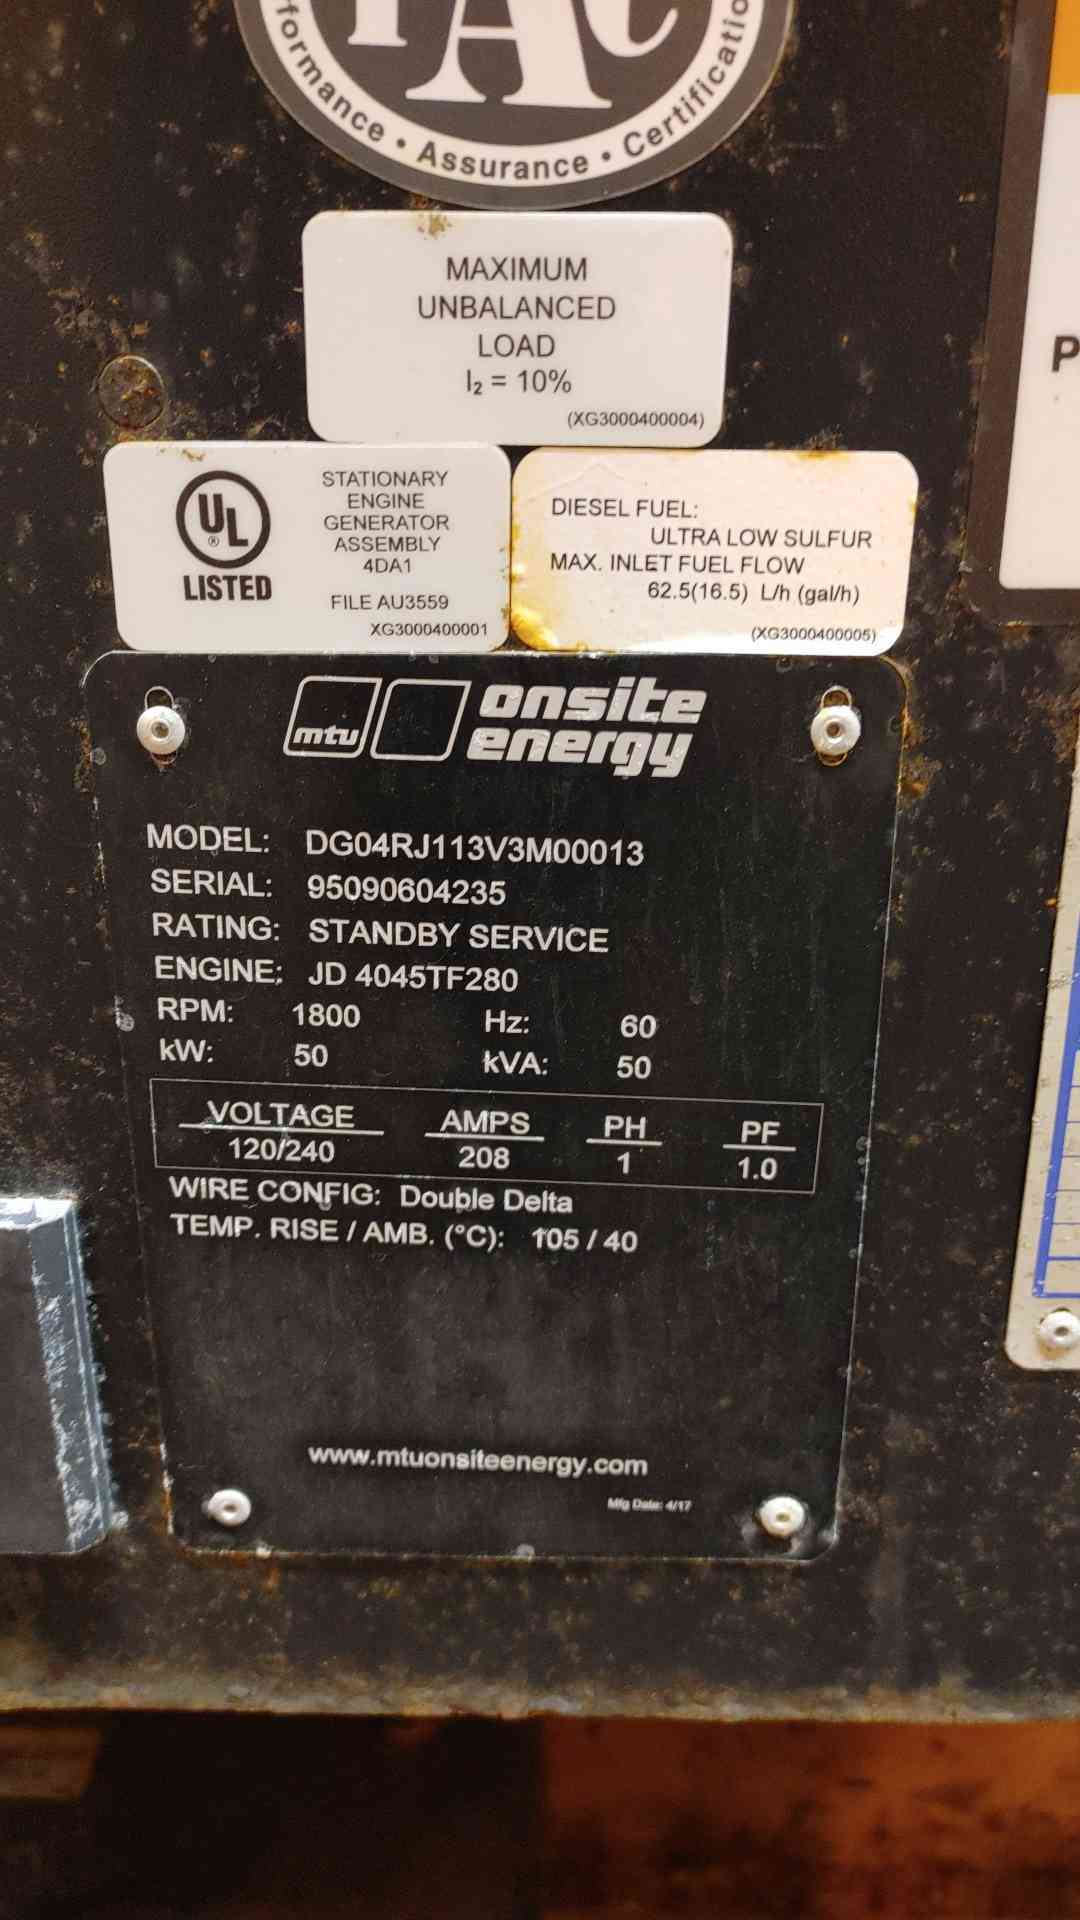 Performance • Assurance • Certification
MAXIMUM
UNBALANCED
LOAD
I₂ = 10%
(XG3000400004)
UL
®
LISTED
STATIONARY
ENGINE
GENERATOR
ASSEMBLY
4DA1
FILE AU3559
XG3000400001
DIESEL FUEL:
ULTRA LOW SULFUR
MAX. INLET FUEL FLOW
62.5(16.5) L/h (gal/h)
(XG3000400005)
P
mtu onsite
energy
MODEL: DG04RJ113V3M00013
SERIAL: 95090604235
RATING: STANDBY SERVICE
ENGINE: JD 4045TF280
RPM: 1800 Hz: 60
kW: 50 kVA: 50
VOLTAGE AMPS PH PF
120/240 208 1 1.0
WIRE CONFIG: Double Delta
TEMP. RISE / AMB. (°C): 105 / 40
www.mtuonsiteenergy.com
Mfg Date: 4/17